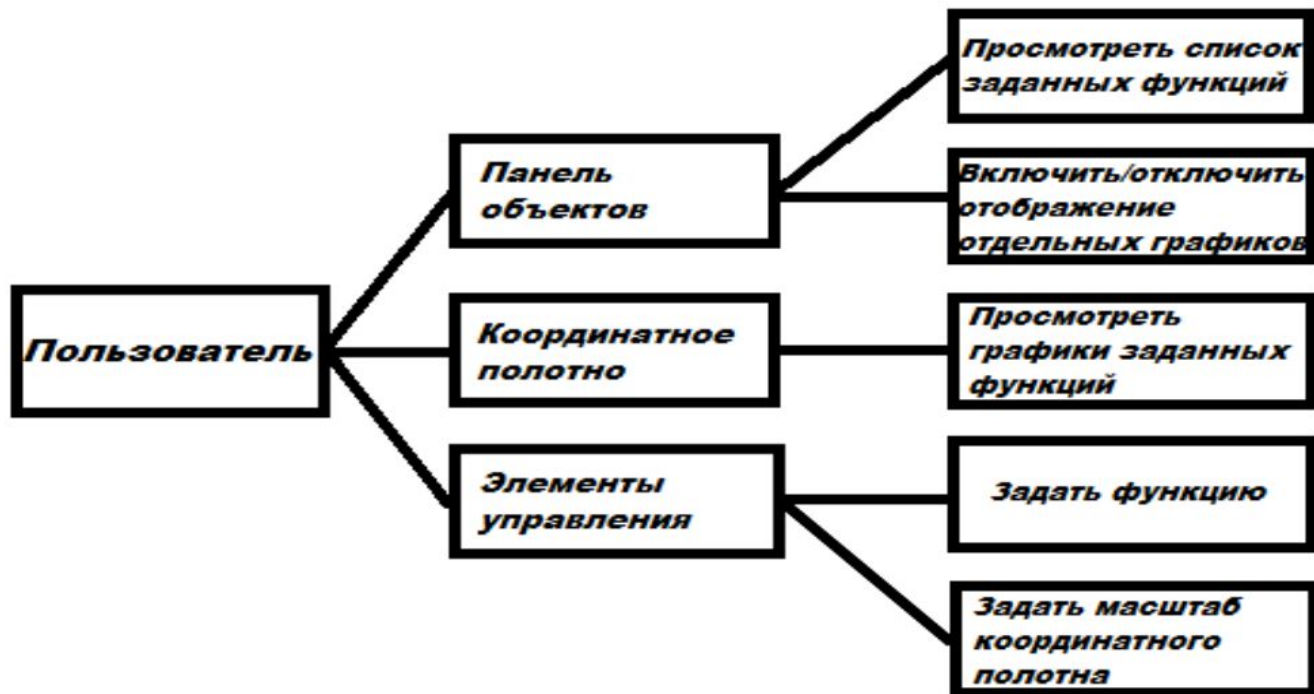 Пользователь
Панель
объектов
Координатное
полотно
Элементы
управления
Просмотреть список
заданных функций
Включить/отключить
отображение
отдельных графиков
Просмотреть
графики заданных
функций
Задать функцию
Задать масштаб
координатного
полотна